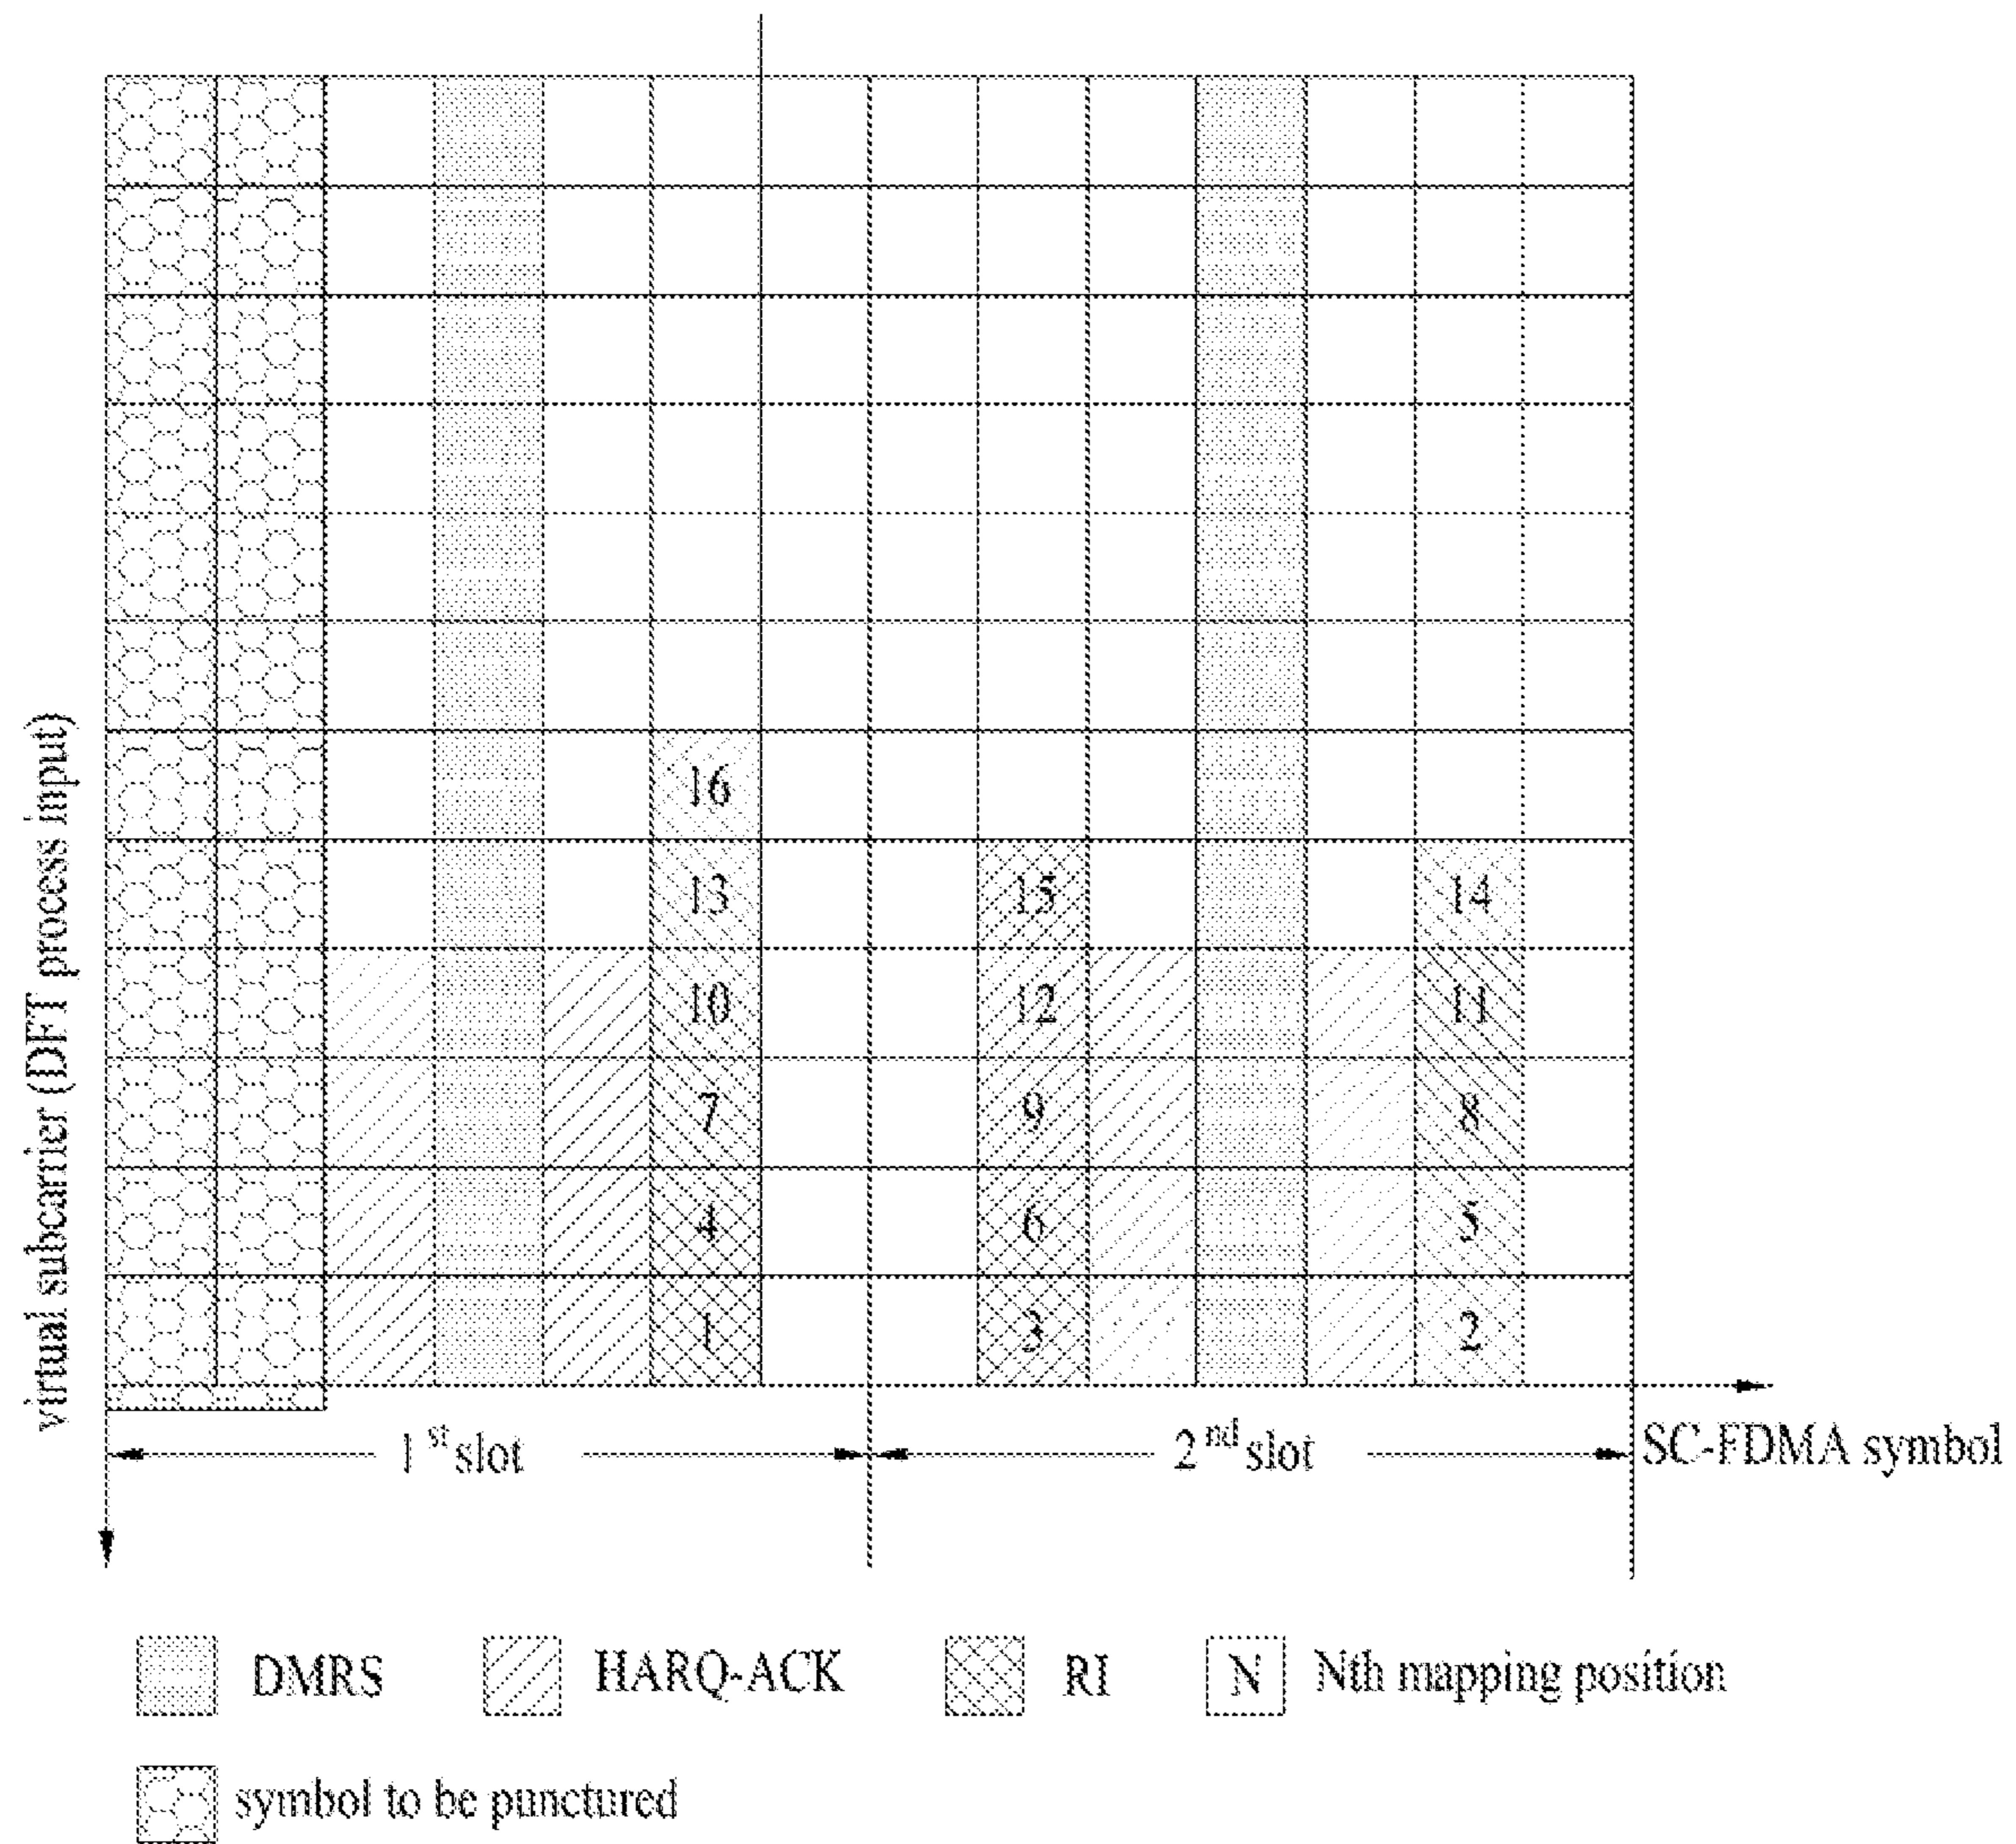 virtual subcarrier (DFT process input)
16
13 15 14
10 12 11
7 9 8
4 6 5
1 3 2
1st slot 2nd slot SC-FDMA symbol
DMRS HARQ-ACK RI N Nth mapping position
symbol to be punctured